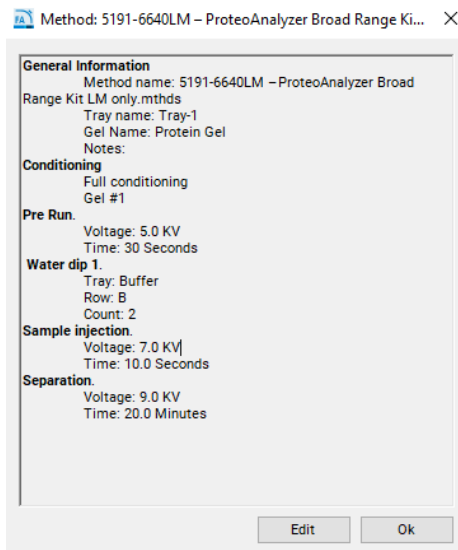 FA Method: 5191-6640LM – ProteoAnalyzer Broad Range Ki...
General Information
Method name: 5191-6640LM – ProteoAnalyzer Broad
Range Kit LM only.mthds
Tray name: Tray-1
Gel Name: Protein Gel
Notes:
Conditioning
Full conditioning
Gel #1
Pre Run.
Voltage: 5.0 KV
Time: 30 Seconds
Water dip 1.
Tray: Buffer
Row: B
Count: 2
Sample injection.
Voltage: 7.0 KV
Time: 10.0 Seconds
Separation.
Voltage: 9.0 KV
Time: 20.0 Minutes
Edit Ok